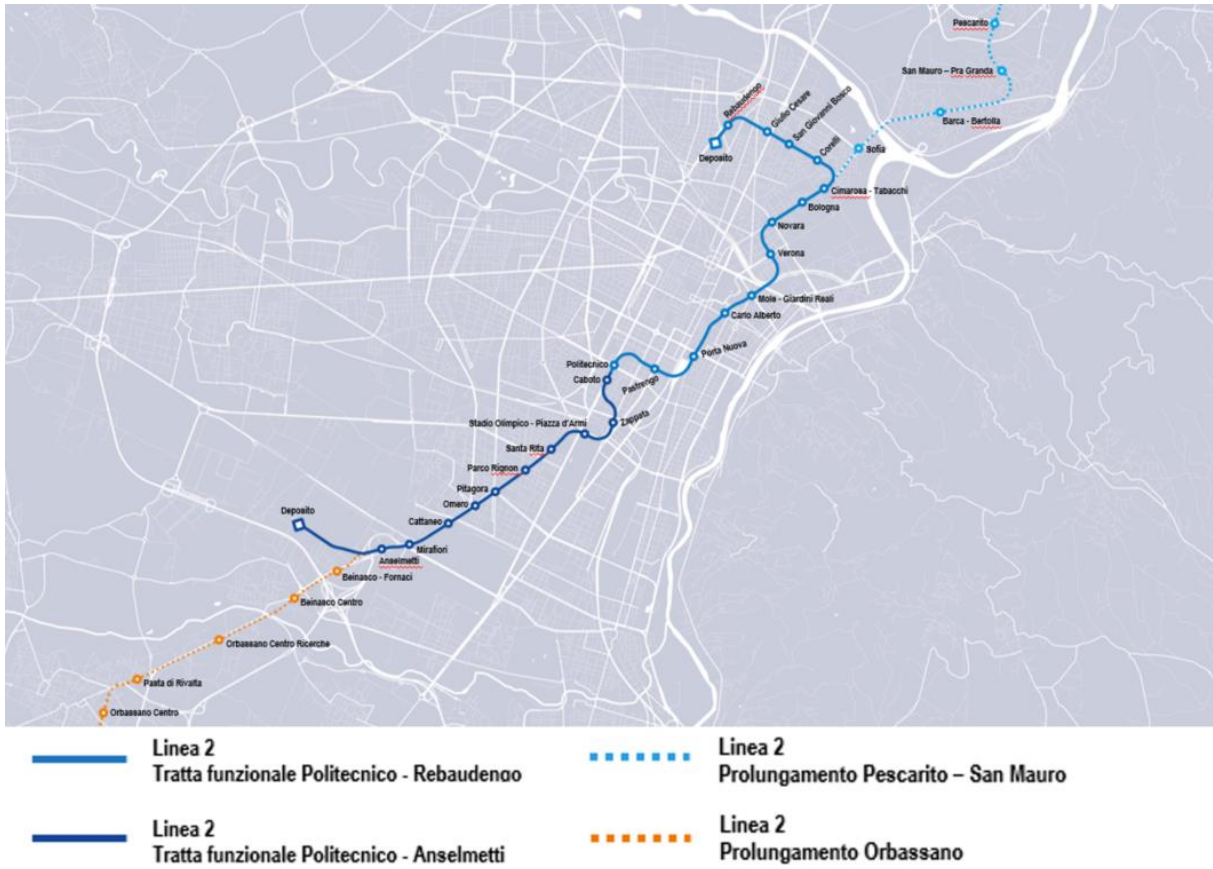 Pescarito
San Mauro – Pra Granda
Barca - Bertolla
Sofia
Rebaudengo
Giulio Cesare
San Giovanni Bosco
Corelli
Deposito
Cimarosa - Tabacchi
Bologna
Novara
Verona
Mole - Giardini Reali
Carlo Alberto
Porta Nuova
Politecnico
Pastrengo
Caboto
Zappata
Stadio Olimpico - Piazza d'Armi
Santa Rita
Parco Rignon
Pitagora
Omero
Cattaneo
Deposito
Mirafiori
Anselmetti
Beinasco - Fornaci
Beinasco Centro
Orbassano Centro Ricerche
Pasta di Rivalta
Orbassano Centro
Linea 2
Tratta funzionale Politecnico - Rebaudengo
Linea 2
Prolungamento Pescarito – San Mauro
Linea 2
Tratta funzionale Politecnico - Anselmetti
Linea 2
Prolungamento Orbassano